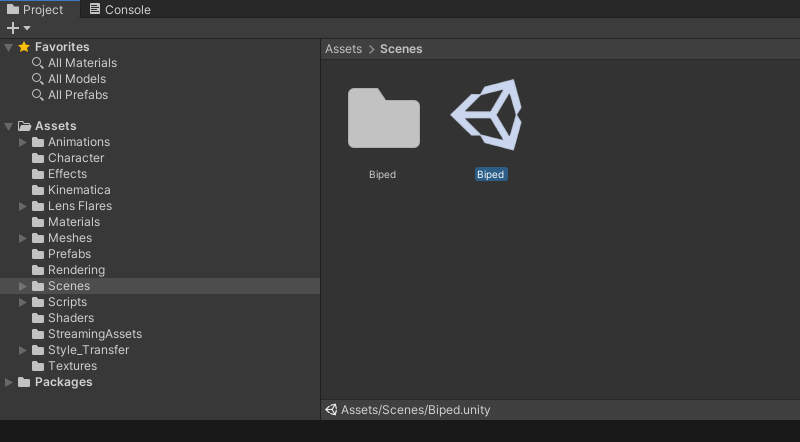 Project Console
Favorites
All Materials
All Models
All Prefabs
Assets
Animations
Character
Effects
Kinematica
Lens Flares
Materials
Meshes
Prefabs
Rendering
Scenes
Scripts
Shaders
StreamingAssets
Style_Transfer
Textures
Packages
Assets > Scenes
Biped Biped
Assets/Scenes/Biped.unity